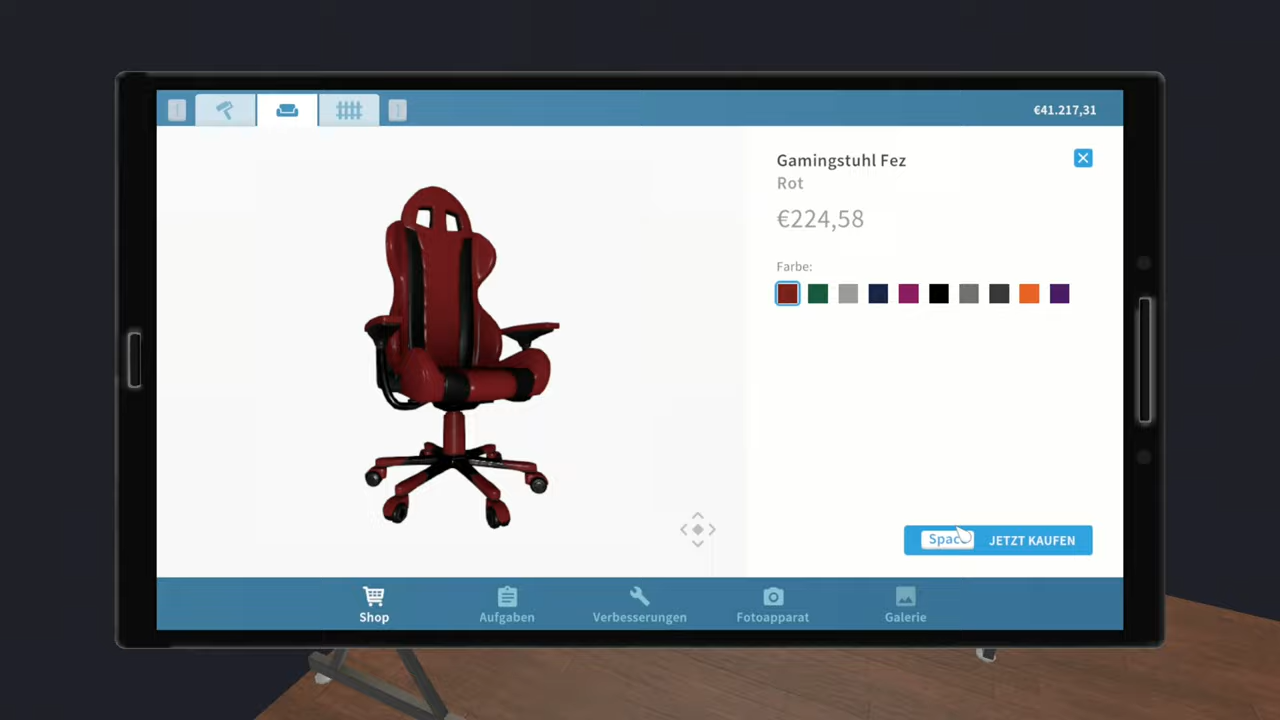 €41.217,31
Gamingstuhl Fez
Rot
€224,58
Farbe:
JETZT KAUFEN
Shop
Aufgaben
Verbesserungen
Fotoapparat
Galerie